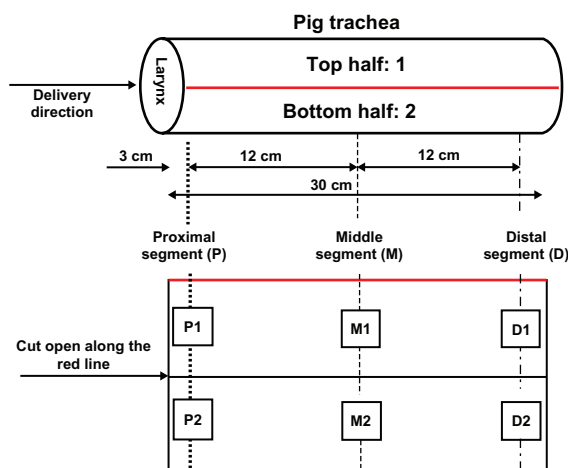 Pig trachea
Larynx
Top half: 1
Bottom half: 2
Delivery
direction
3 cm
12 cm
12 cm
30 cm
Proximal
segment (P)
Middle
segment (M)
Distal
segment (D)
P1
M1
D1
Cut open along the
red line
P2
M2
D2